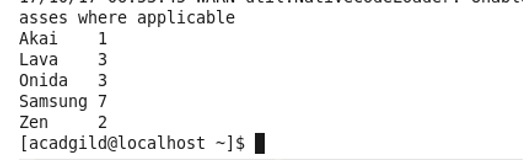 asses where applicable
Akai    1
Lava    3
Onida   3
Samsung 7
Zen     2
[acadgild@localhost ~]$